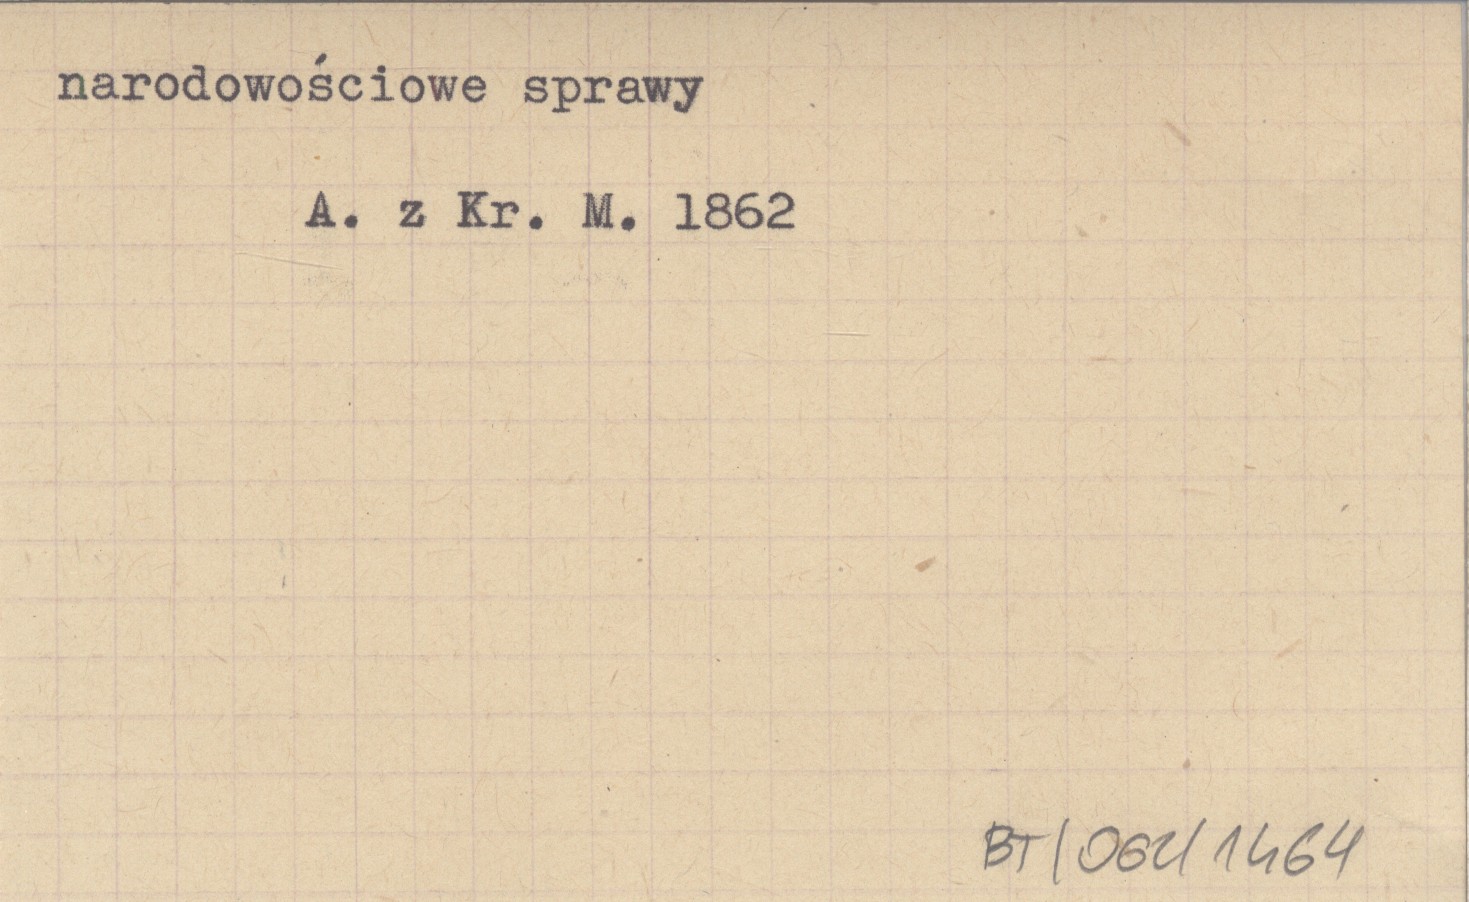 narodowościowe sprawy
A. z Kr. M. 1862
BT/062/1464